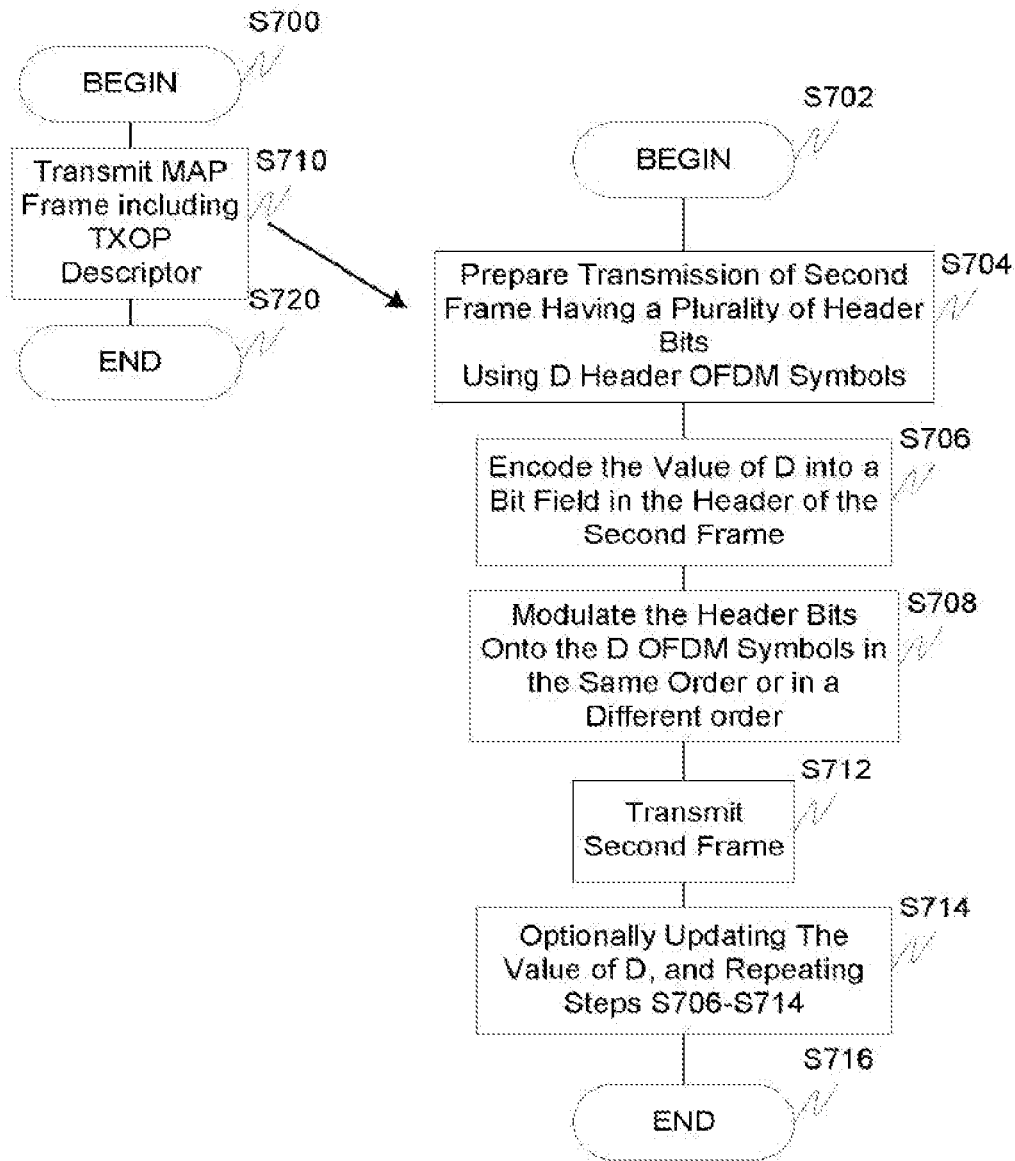 S700
BEGIN
S710
Transmit MAP
Frame including
TXOP
Descriptor
S720
END
S702
BEGIN
S704
Prepare Transmission of Second
Frame Having a Plurality of Header
Bits
Using D Header OFDM Symbols
S706
Encode the Value of D into a
Bit Field in the Header of the
Second Frame
S708
Modulate the Header Bits
Onto the D OFDM Symbols in
the Same Order or in a
Different order
S712
Transmit
Second Frame
S714
Optionally Updating The
Value of D, and Repeating
Steps S706-S714
S716
END